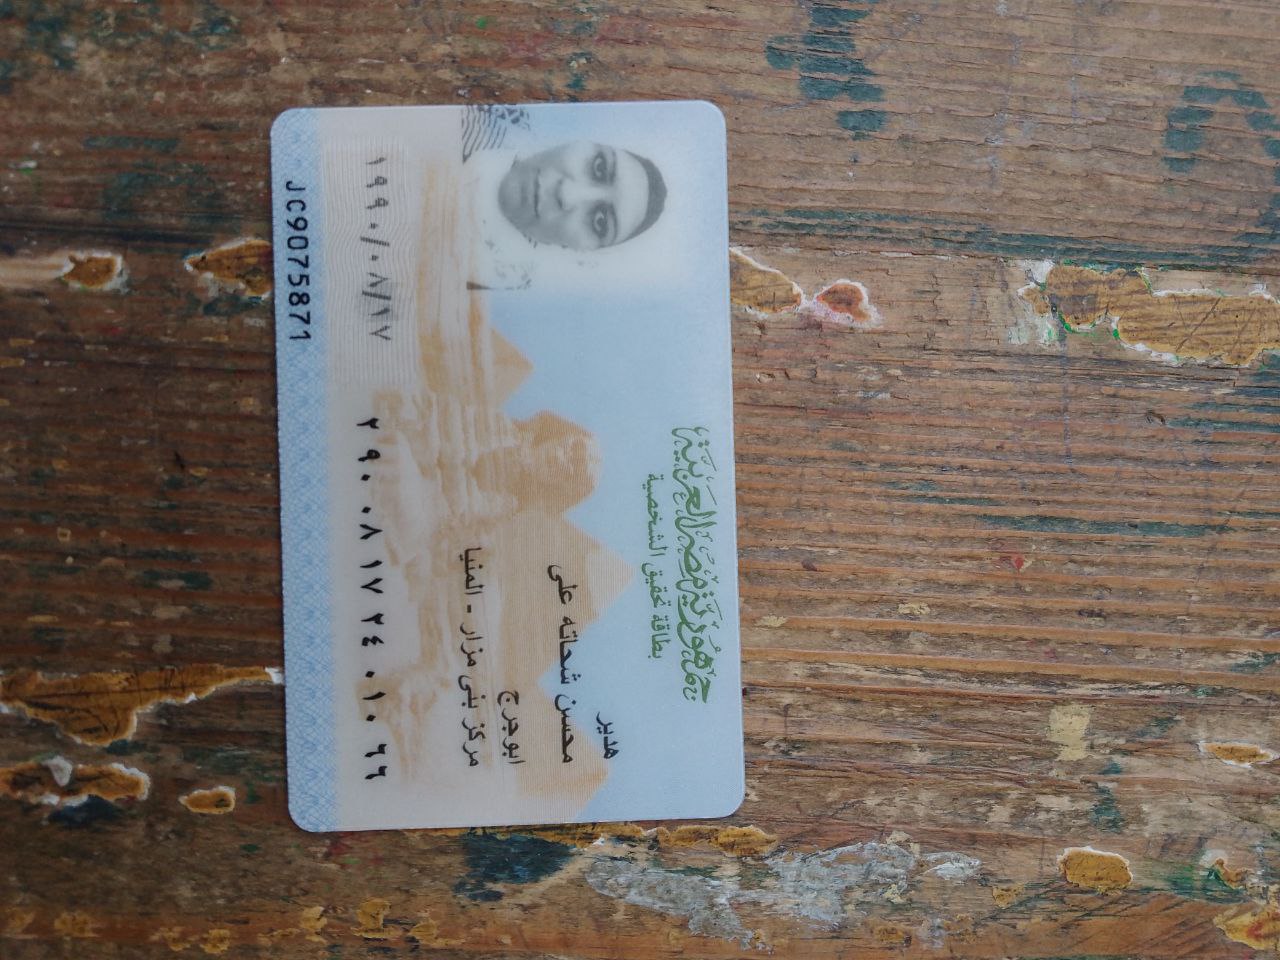 جمهورية مصر العربية
بطاقة تحقيق الشخصية
هدير
محسن شحاته على
ابوجرج
مركز بنى مزار - المنيا
٢٩٠٠٨١٧٢٤٠١٠٦٦
١٩٩٠/٠٨/١٧
JC9075871